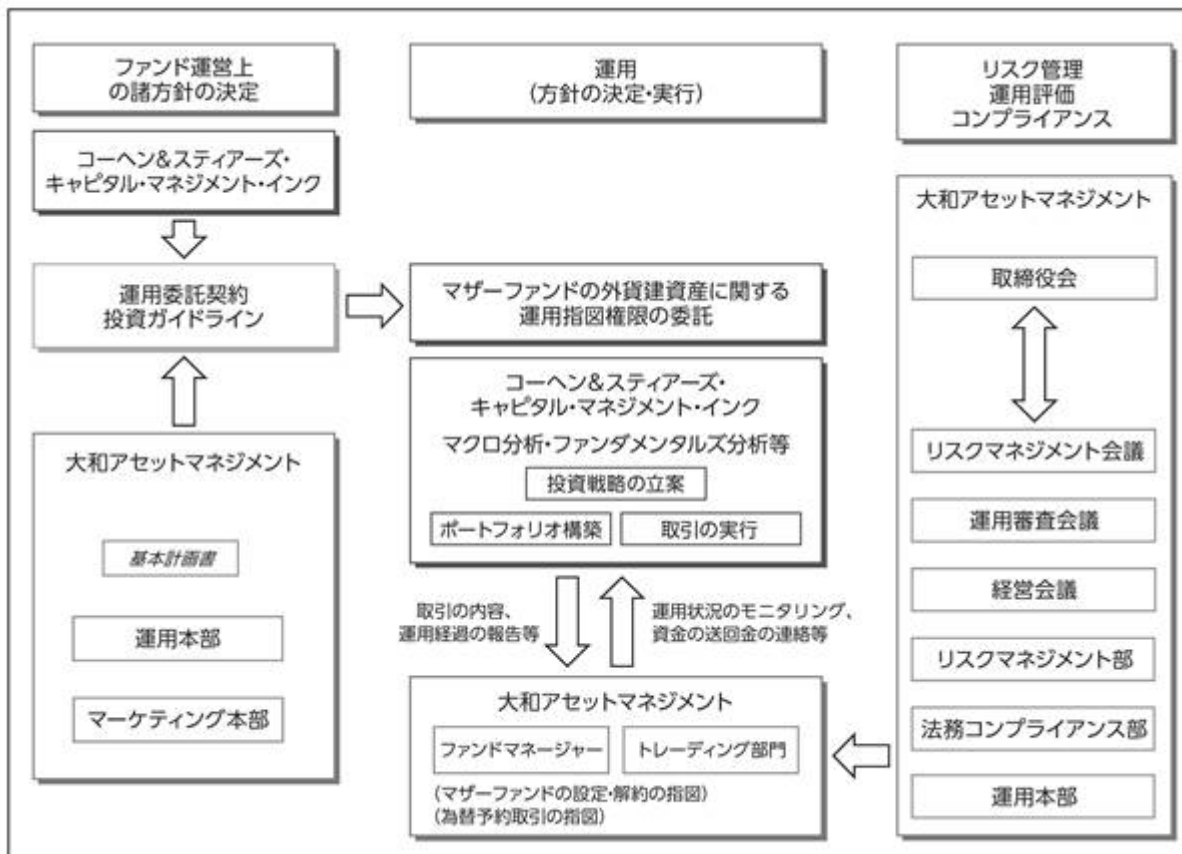 ファンド運営上
の諸方針の決定
コーヘン&スティアーズ・
キャピタル・マネジメント・インク
運用委託契約
投資ガイドライン
大和アセットマネジメント
基本計画書
運用本部
マーケティング本部
運用
(方針の決定・実行)
マザーファンドの外貨建資産に関する
運用指図権限の委託
コーヘン&スティアーズ・
キャピタル・マネジメント・インク
マクロ分析・ファンダメンタルズ分析等
投資戦略の立案
ポートフォリオ構築
取引の実行
取引の内容、
運用経過の報告等
運用状況のモニタリング、
資金の送回金の連絡等
大和アセットマネジメント
ファンドマネージャー
トレーディング部門
(マザーファンドの設定・解約の指図)
(為替予約取引の指図)
リスク管理
運用評価
コンプライアンス
大和アセットマネジメント
取締役会
リスクマネジメント会議
運用審査会議
経営会議
リスクマネジメント部
法務コンプライアンス部
運用本部